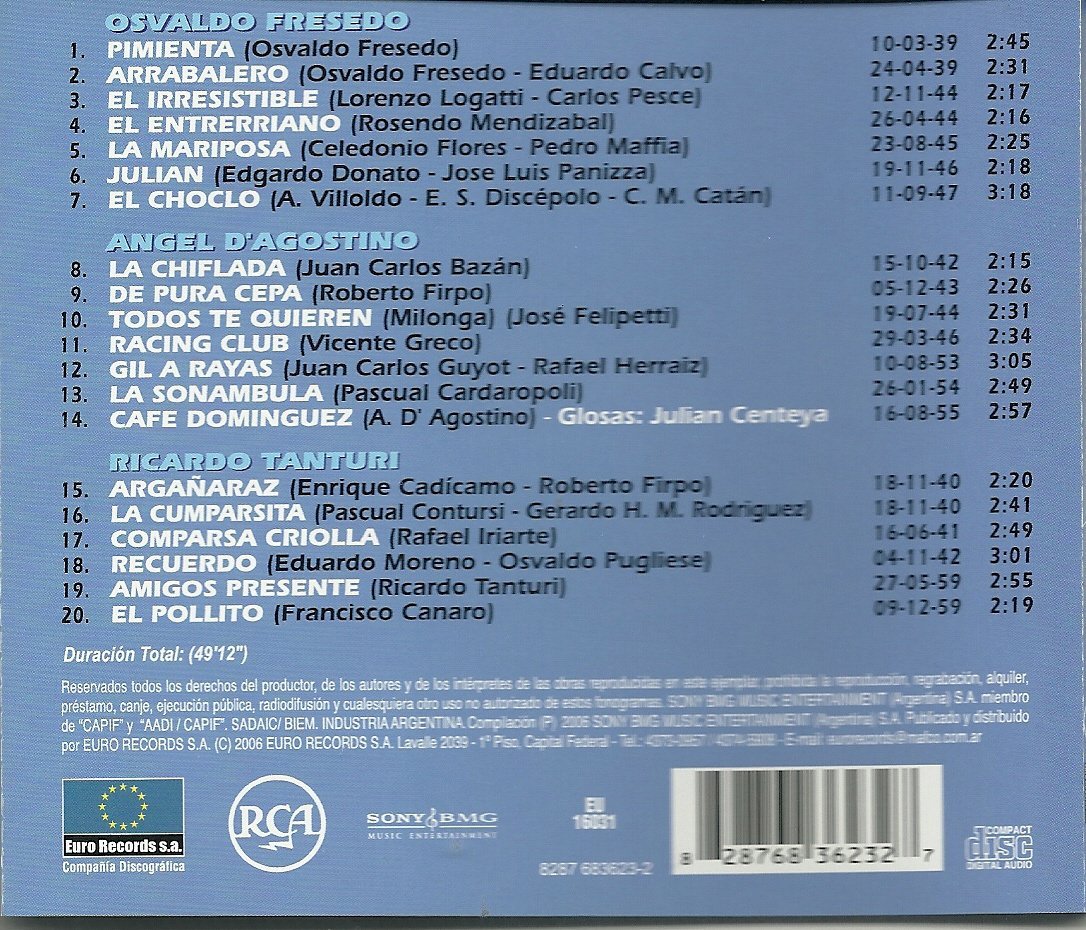 OSVALDO FRESEDO
1. PIMIENTA (Osvaldo Fresedo) 10-03-39 2:45
2. ARRABALERO (Osvaldo Fresedo - Eduardo Calvo) 24-04-39 2:31
3. EL IRRESISTIBLE (Lorenzo Logatti - Carlos Pesce) 12-11-44 2:17
4. EL ENTRERRIANO (Rosendo Mendizabal) 26-04-44 2:16
5. LA MARIPOSA (Celedonio Flores - Pedro Maffia) 23-08-45 2:25
6. JULIAN (Edgardo Donato - Jose Luis Panizza) 19-11-46 2:18
7. EL CHOCLO (A. Villoldo - E. S. Discépolo - C. M. Catán) 11-09-47 3:18
ANGEL D'AGOSTINO
8. LA CHIFLADA (Juan Carlos Bazán) 15-10-42 2:15
9. DE PURA CEPA (Roberto Firpo) 05-12-43 2:26
10. TODOS TE QUIEREN (Milonga) (José Felipetti) 19-07-44 2:31
11. RACING CLUB (Vicente Greco) 29-03-46 2:34
12. GIL A RAYAS (Juan Carlos Guyot - Rafael Herraiz) 10-08-53 3:05
13. LA SONAMBULA (Pascual Cardaropoli) 26-01-54 2:49
14. CAFE DOMINGUEZ (A. D' Agostino) - Glosas: Julian Centeya 16-08-55 2:57
RICARDO TANTURI
15. ARGAÑARAZ (Enrique Cadícamo - Roberto Firpo) 18-11-40 2:20
16. LA CUMPARSITA (Pascual Contursi - Gerardo H. M. Rodriguez) 18-11-40 2:41
17. COMPARSA CRIOLLA (Rafael Iriarte) 16-06-41 2:49
18. RECUERDO (Eduardo Moreno - Osvaldo Pugliese) 04-11-42 3:01
19. AMIGOS PRESENTE (Ricardo Tanturi) 27-05-59 2:55
20. EL POLLITO (Francisco Canaro) 09-12-59 2:19
Duración Total: (49'12")
Reservados todos los derechos del productor, de los autores y de los intérpretes de las obras reproducidas en este ejemplar, prohibida la reproducción, regrabación, alquiler,
préstamo, canje, ejecución pública, radiodifusión y cualesquiera otro uso no autorizado de estos fonogramas. SONY BMG MUSIC ENTERTAINMENT (Argentina) S.A. miembro
de "CAPIF" y "AADI / CAPIF". SADAIC/ BIEM. INDUSTRIA ARGENTINA. Compilación (P) 2006 SONY BMG MUSIC ENTERTAINMENT (Argentina) S.A. Publicado y distribuido
por EURO RECORDS S.A. (C) 2006 EURO RECORDS S.A. Lavalle 2039 - 1º Piso, Capital Federal - Tel.: - E-mail:
Euro Records s.a.
Compañía Discográfica
RCA
SONY BMG
MUSIC ENTERTAINMENT
EU
16031
8287 683623-2
8 28768 36232 7
COMPACT
disc
DIGITAL AUDIO